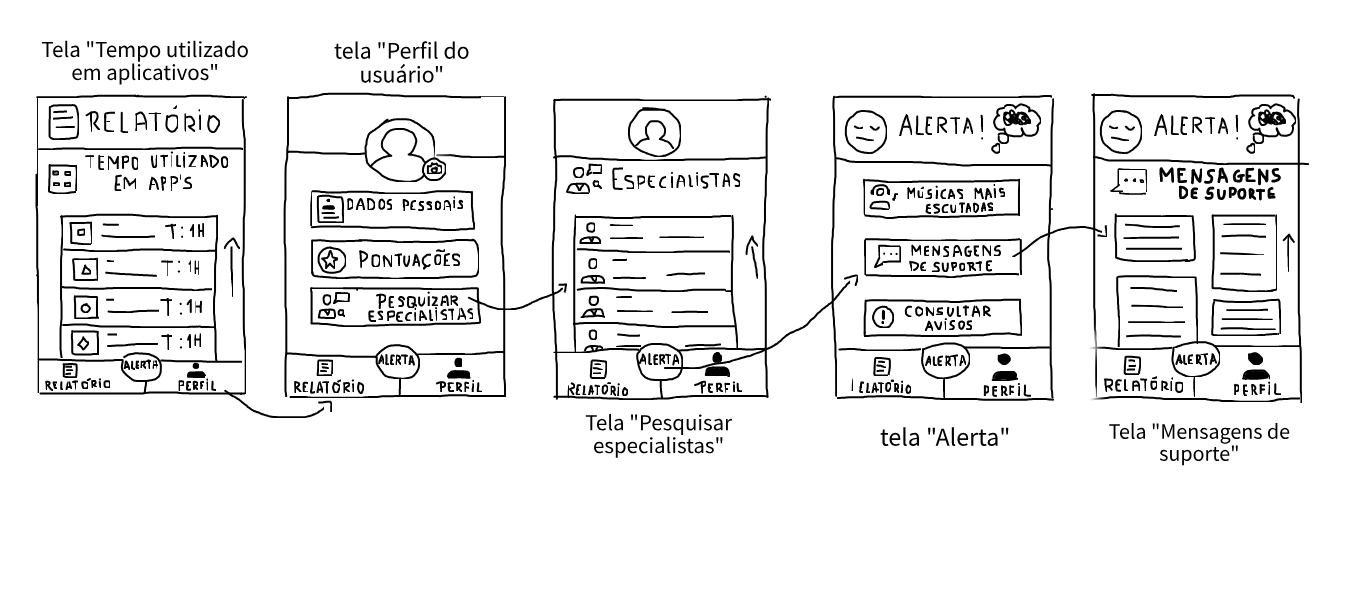 Tela "Tempo utilizado
em aplicativos"
RELATÓRIO
TEMPO UTILIZADO
EM APP'S
T: 1H
T: 1H
T: 1H
T: 1H
RELATÓRIO
ALERTA
PERFIL
tela "Perfil do
usuário"
DADOS PESSOAIS
PONTUAÇÕES
PESQUIZAR
ESPECIALISTAS
RELATÓRIO
ALERTA
PERFIL
ESPECIALISTAS
RELATÓRIO
ALERTA
PERFIL
Tela "Pesquisar
especialistas"
ALERTA!
MÚSICAS MAIS
ESCUTADAS
MENSAGENS
DE SUPORTE
CONSULTAR
AVISOS
RELATÓRIO
ALERTA
PERFIL
tela "Alerta"
ALERTA!
MENSAGENS
DE SUPORTE
RELATÓRIO
ALERTA
PERFIL
Tela "Mensagens de
suporte"